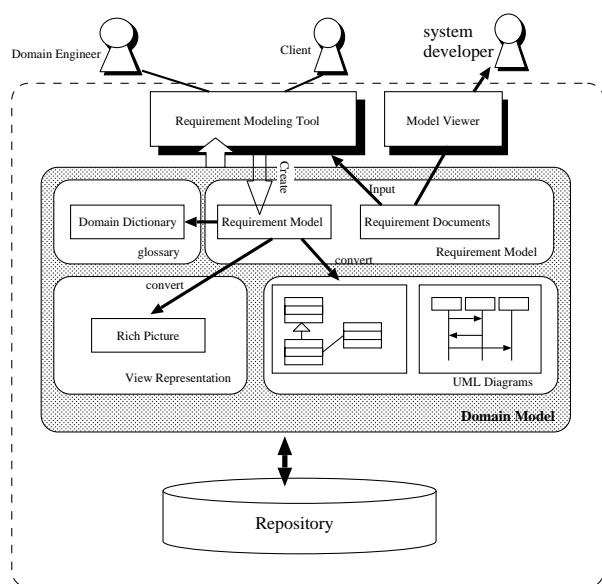 system
developer
Domain Engineer
Client
Requirement Modeling Tool
Model Viewer
Create
Input
Domain Dictionary
Requirement Model
Requirement Documents
glossary
Requirement Model
convert
convert
Rich Picture
View Representation
UML Diagrams
Domain Model
Repository